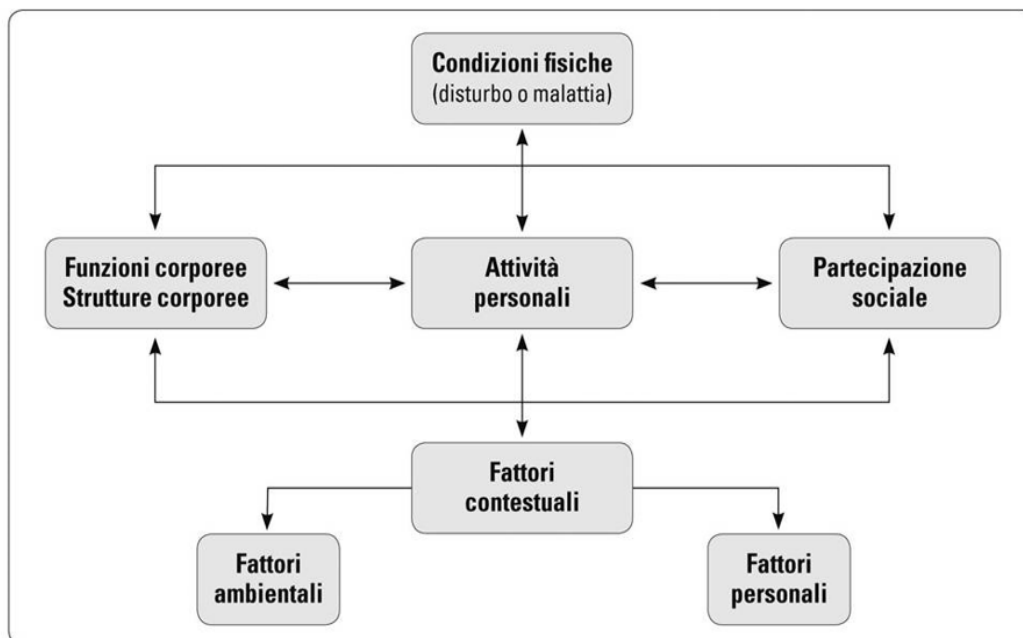 Condizioni fisiche
(disturbo o malattia)
Funzioni corporee
Strutture corporee
Attività
personali
Partecipazione
sociale
Fattori
contestuali
Fattori
ambientali
Fattori
personali